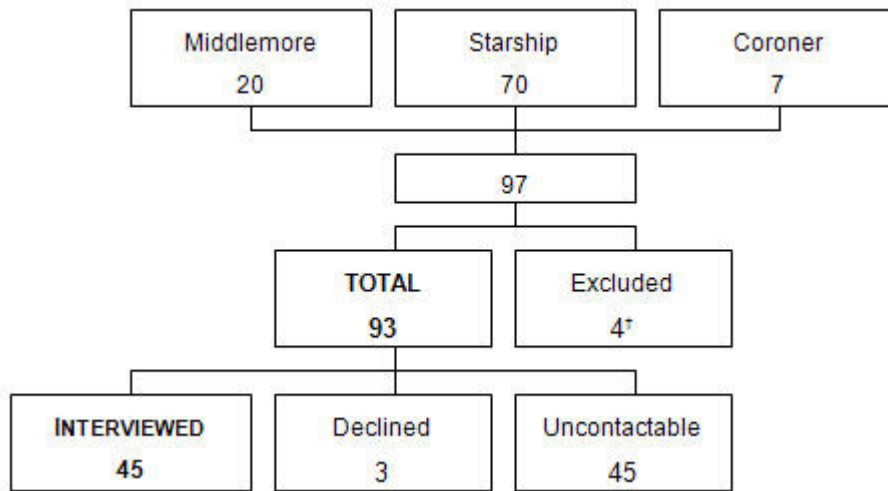 Middlemore
20
Starship
70
Coroner
7
97
TOTAL
93
Excluded
4†
INTERVIEWED
45
Declined
3
Uncontactable
45